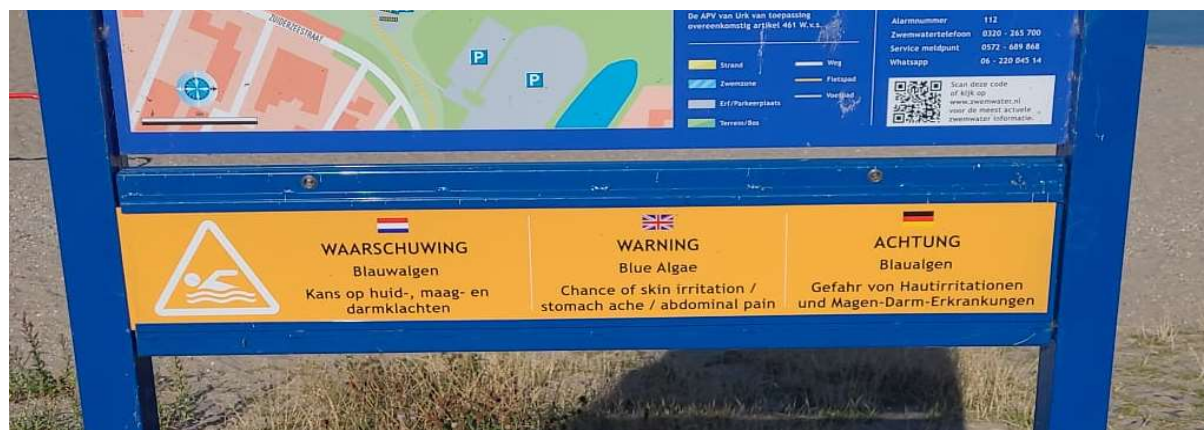 ZUIDERZEESTRAAT
P
P
De APV van Urk van toepassing
overeenkomstig artikel 461 W.v.s.
Strand
Zwemzone
Erf/Parkeerplaats
Terrein/Bos
Weg
Fietspad
Voetpad
Alarmnummer 112
Zwemwatertelefoon 0320 - 265 700
Service meldpunt 0572 - 689 868
Whatsapp 06 - 220 045 14
Scan deze code
of kijk op
www.zwemwater.nl
voor de meest actuele
zwemwater informatie.
WAARSCHUWING
Blauwalgen
Kans op huid-, maag- en
darmklachten
WARNING
Blue Algae
Chance of skin irritation /
stomach ache / abdominal pain
ACHTUNG
Blaualgen
Gefahr von Hautirritationen
und Magen-Darm-Erkrankungen